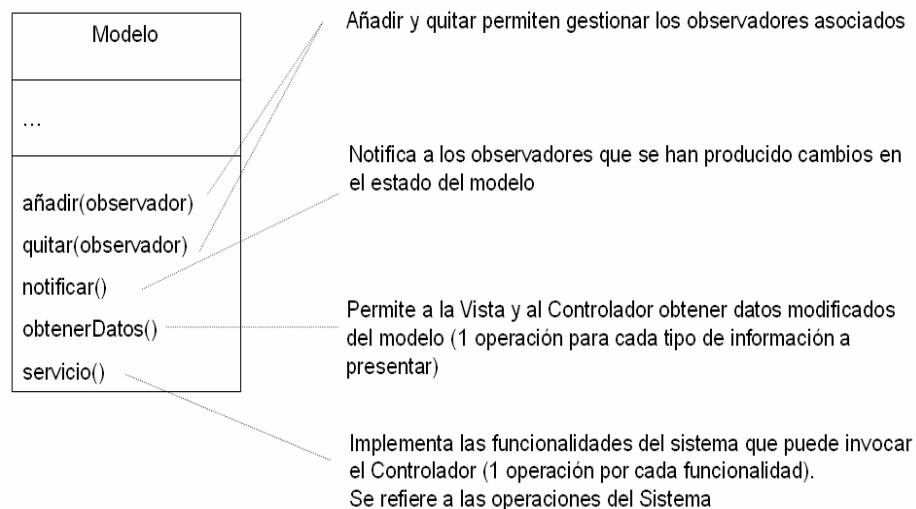 Modelo
...
añadir(observador)
quitar(observador)
notificar()
obtenerDatos()
servicio()
Añadir y quitar permiten gestionar los observadores asociados
Notifica a los observadores que se han producido cambios en
el estado del modelo
Permite a la Vista y al Controlador obtener datos modificados
del modelo (1 operación para cada tipo de información a
presentar)
Implementa las funcionalidades del sistema que puede invocar
el Controlador (1 operación por cada funcionalidad).
Se refiere a las operaciones del Sistema